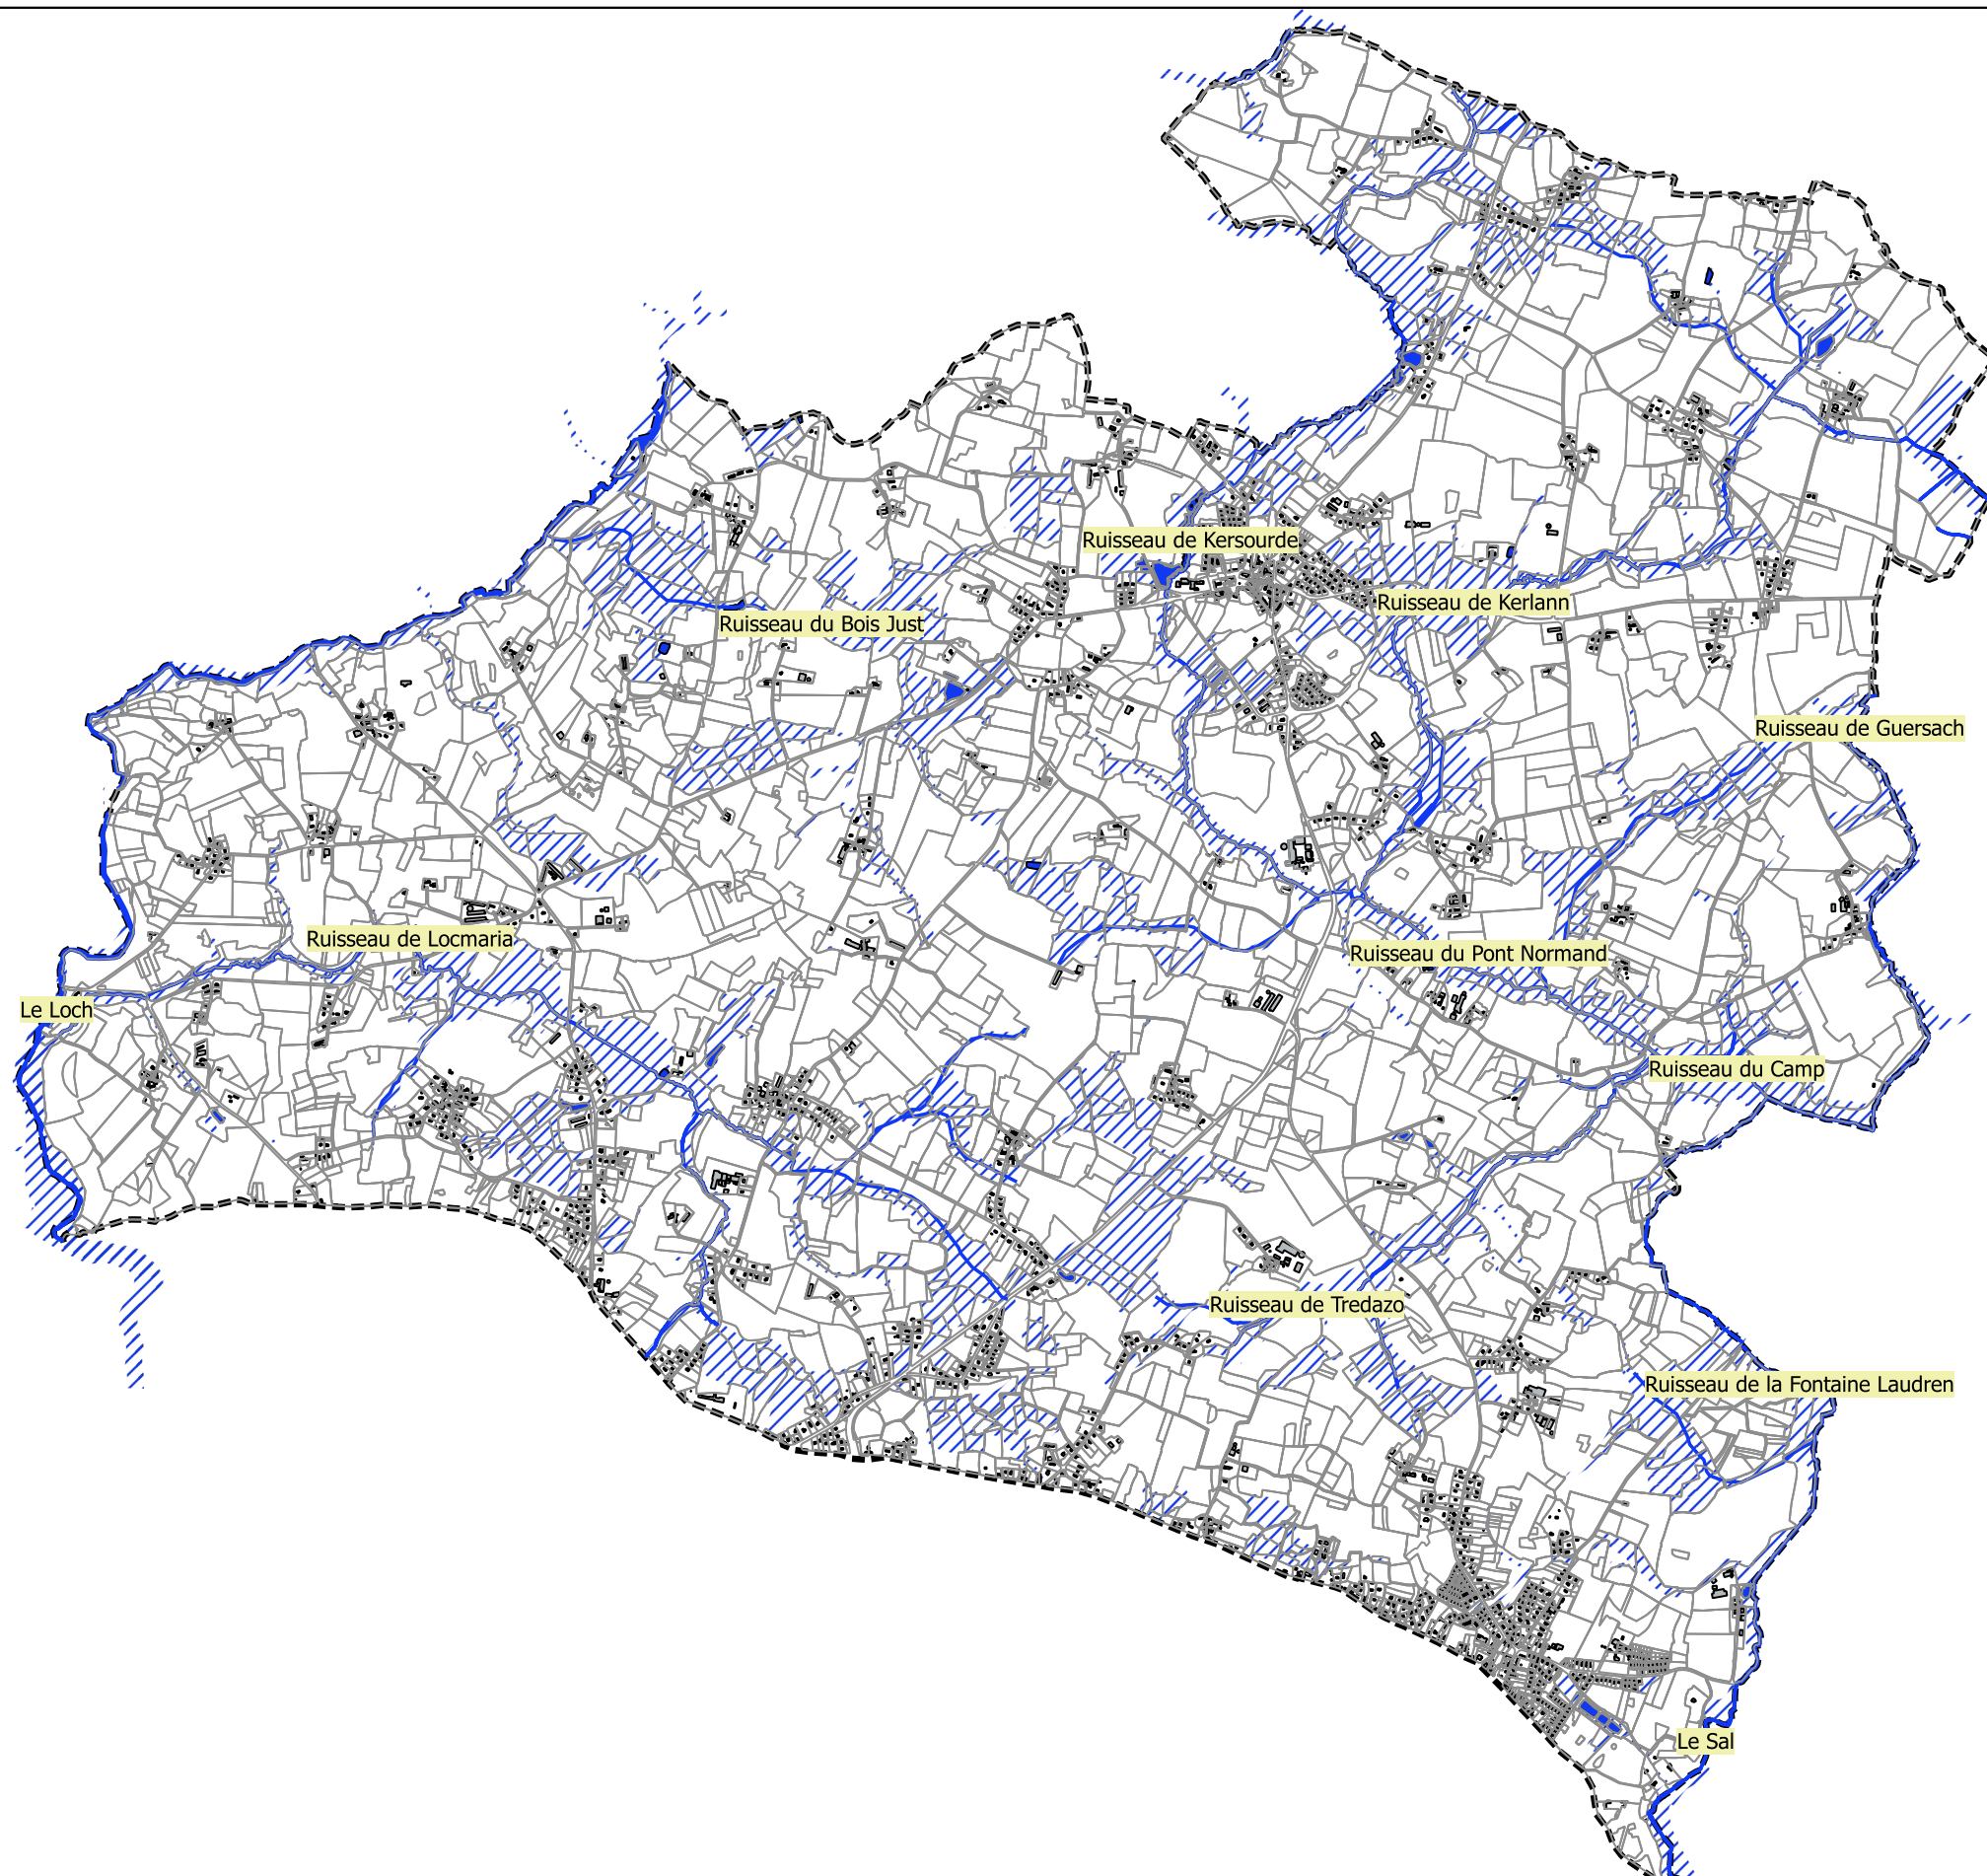 Ruisseau de Kersourde
Ruisseau de Kerlann
Ruisseau du Bois Just
Ruisseau de Guersach
Ruisseau de Locmaria
Ruisseau du Pont Normand
Le Loch
Ruisseau du Camp
Ruisseau de Tredazo
Ruisseau de la Fontaine Laudren
Le Sal